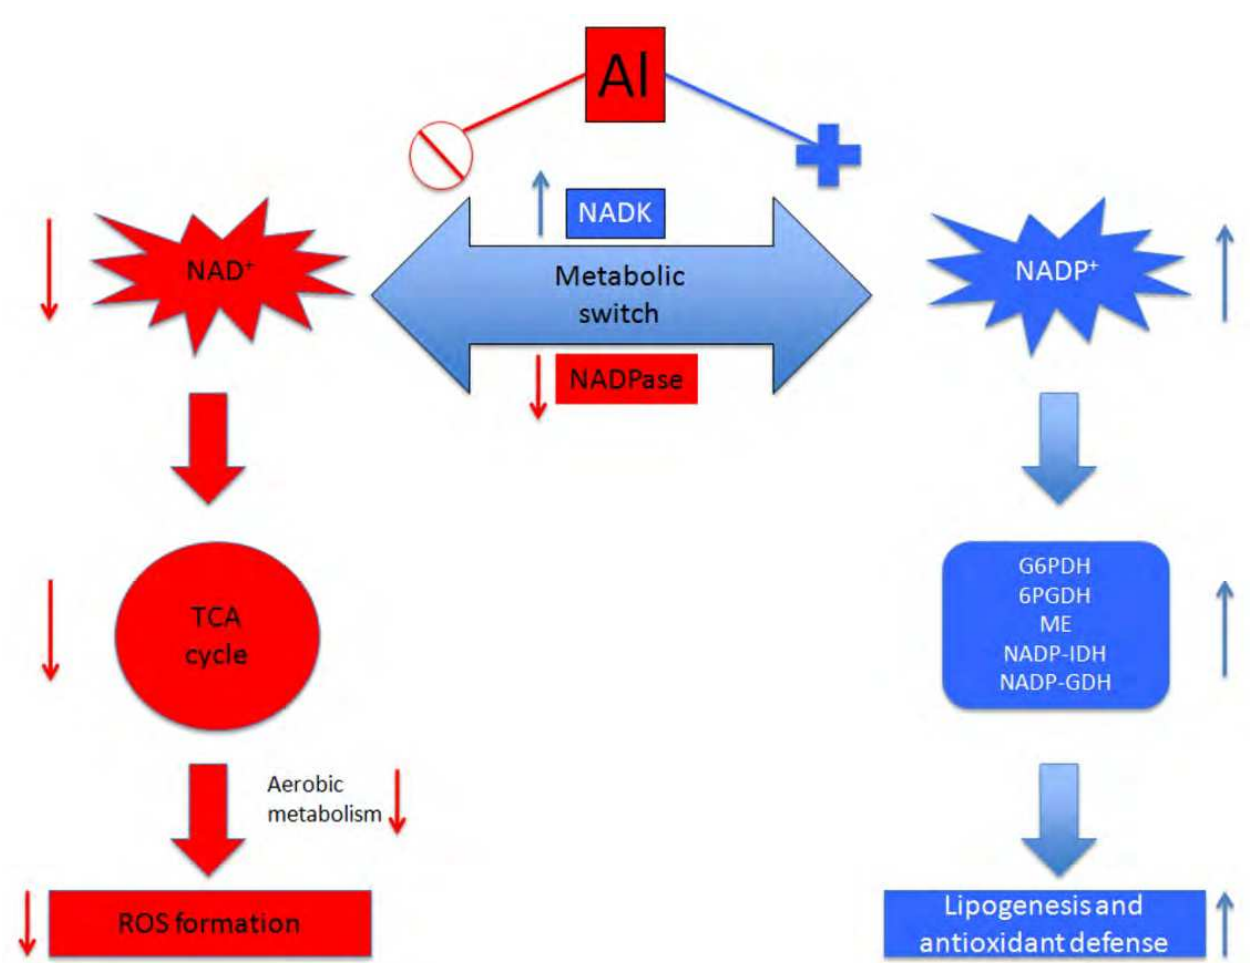 Al
NADK
NAD⁺
Metabolic
switch
NADP⁺
NADPase
TCA
cycle
G6PDH
6PGDH
ME
NADP-IDH
NADP-GDH
Aerobic
metabolism
ROS formation
Lipogenesis and
antioxidant defense